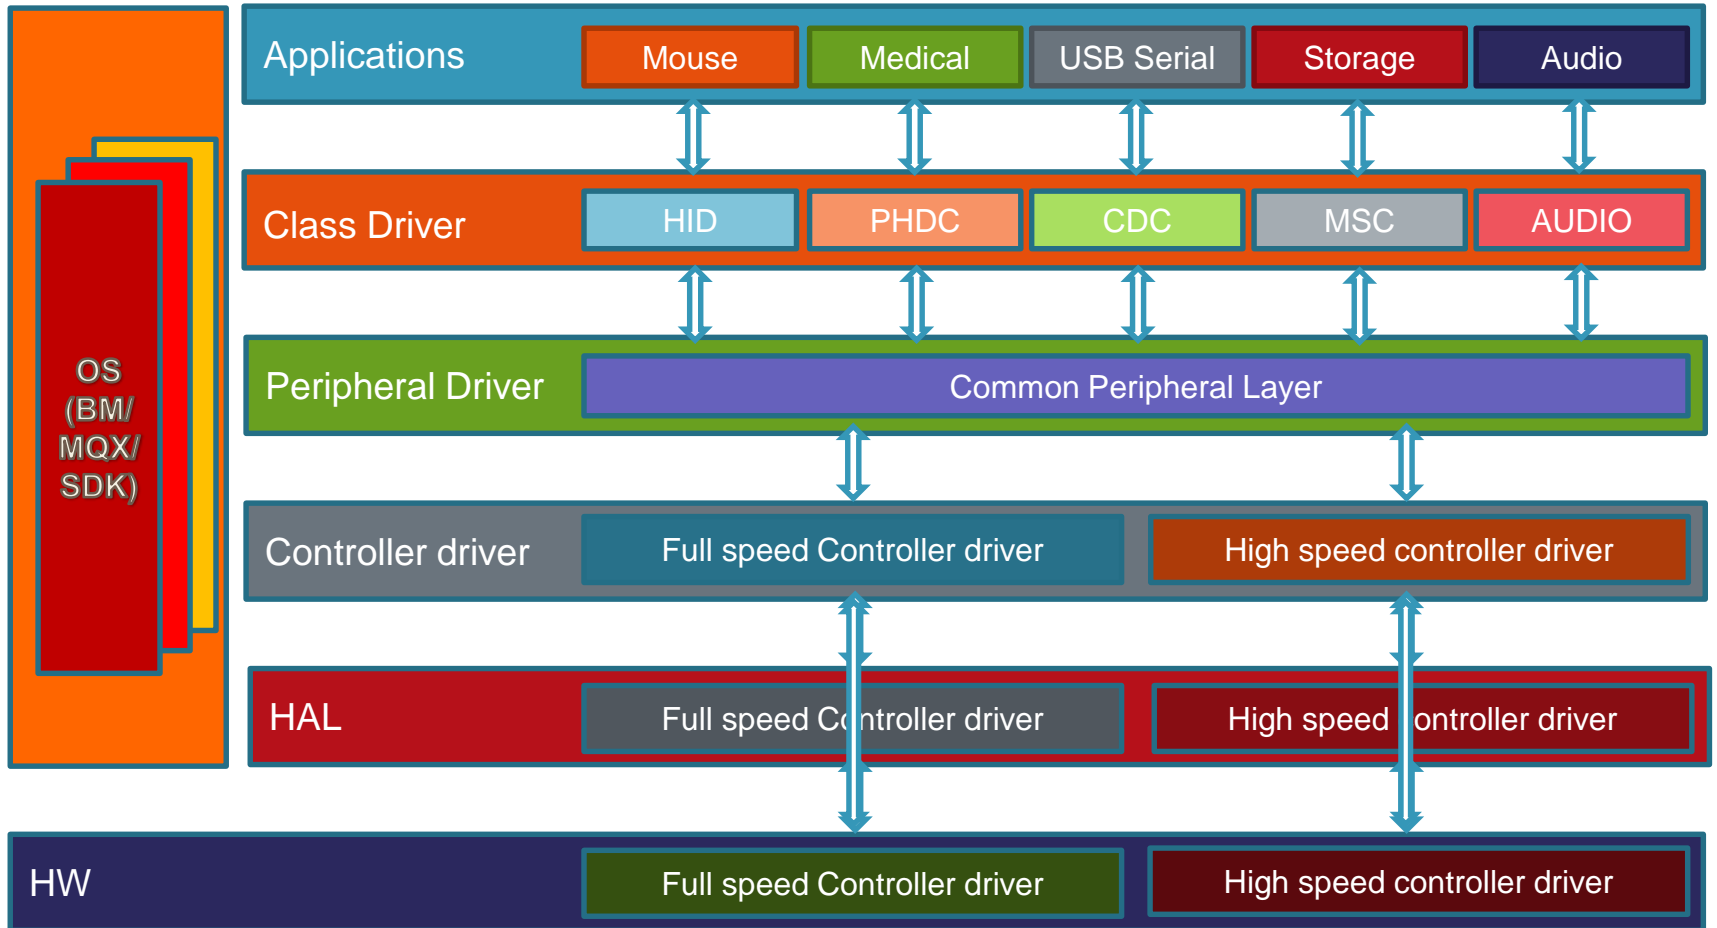 Applications
Mouse
Medical
USB Serial
Storage
Audio
Class Driver
HID
PHDC
CDC
MSC
AUDIO
OS
(BM/
MQX/
SDK)
Peripheral Driver
Common Peripheral Layer
Controller driver
Full speed Controller driver
High speed controller driver
HAL
Full speed Controller driver
High speed controller driver
HW
Full speed Controller driver
High speed controller driver